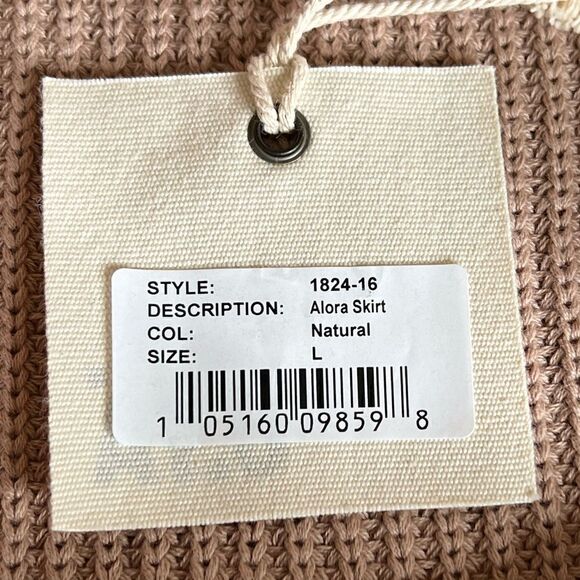 STYLE: 1824-16
DESCRIPTION: Alora Skirt
COL: Natural
SIZE: L
1 05160 09859 8